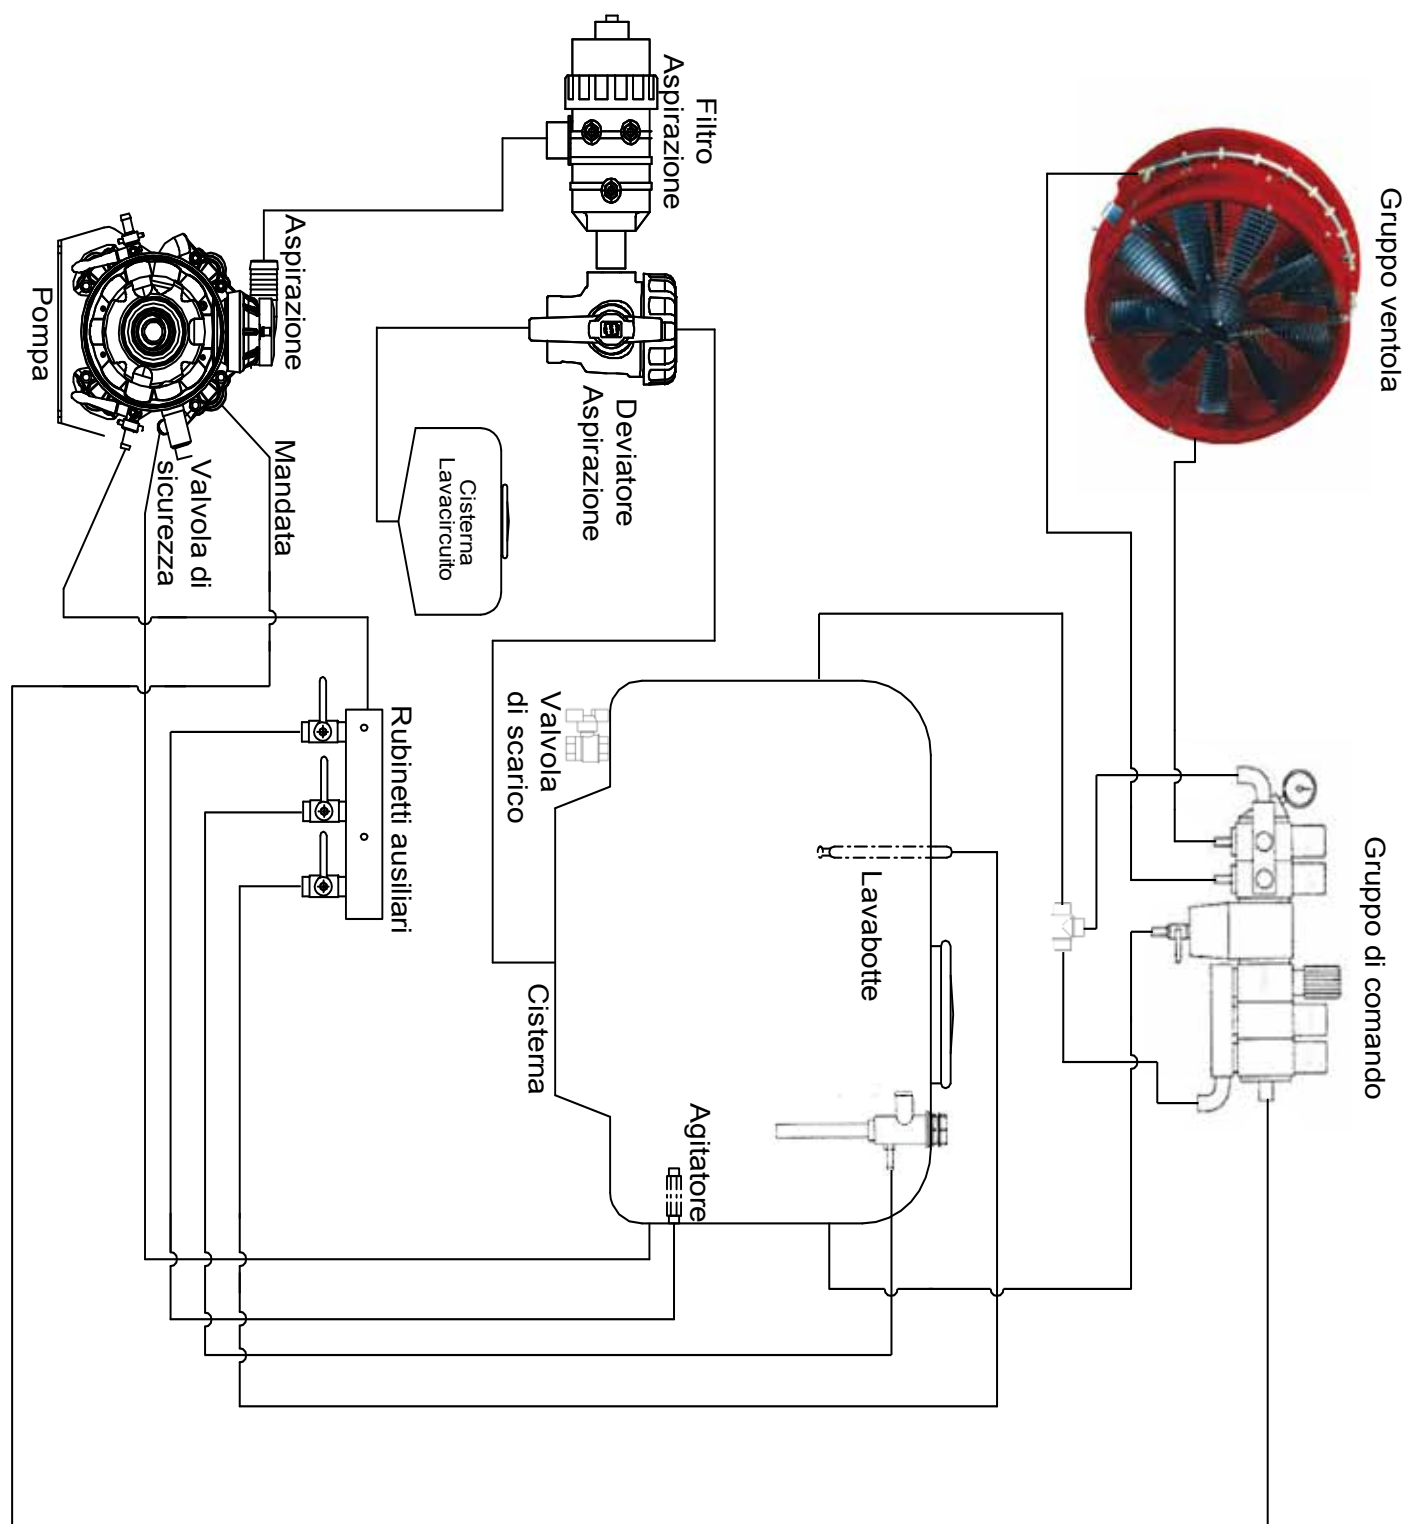 Filtro
Aspirazione
Gruppo ventola
Aspirazione
Pompa
Deviatore
Aspirazione
Mandata
Valvola di
sicurezza
Cisterna
Lavacircuito
Valvola
di scarico
Rubinetti ausiliari
Lavabotte
Gruppo di comando
Cisterna
Agitatore